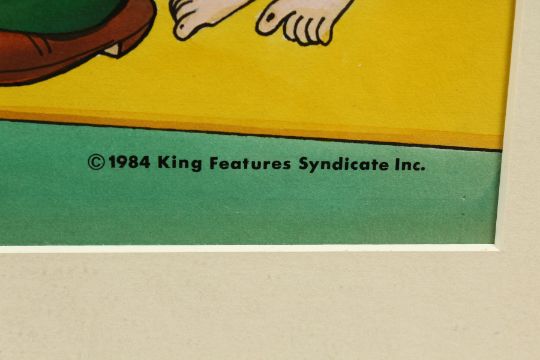 © 1984 King Features Syndicate Inc.